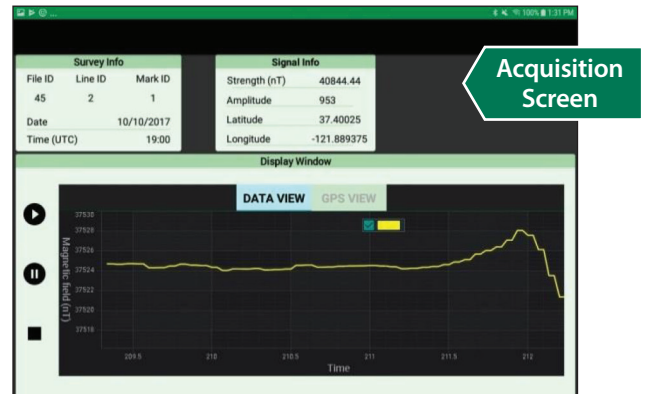 100% 1:31 PM
Survey Info
File ID Line ID Mark ID
45 2 1
Date 10/10/2017
Time (UTC) 19:00
Signal Info
Strength (nT) 40844.44
Amplitude 953
Latitude 37.40025
Longitude -121.889375
Acquisition
Screen
Display Window
DATA VIEW GPS VIEW
Magnetic field (nT)
37530
37528
37526
37524
37522
37520
37518
209.5 210 210.5 211 211.5 212
Time